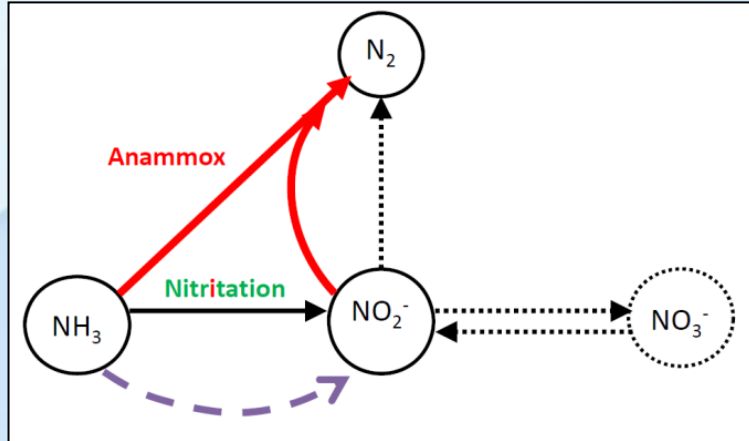 N₂
Anammox
Nitritation
NH₃
NO₂⁻
NO₃⁻